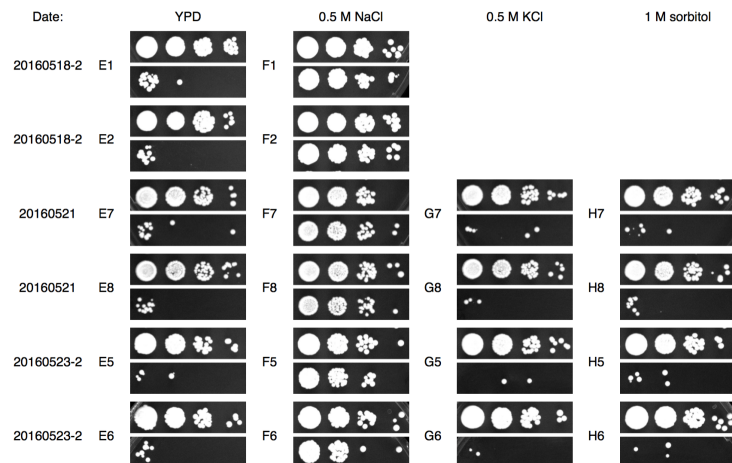 Date: YPD 0.5 M NaCl 0.5 M KCl 1 M sorbitol
20160518-2 E1 F1
20160518-2 E2 F2
20160521 E7 F7 G7 H7
20160521 E8 F8 G8 H8
20160523-2 E5 F5 G5 H5
20160523-2 E6 F6 G6 H6